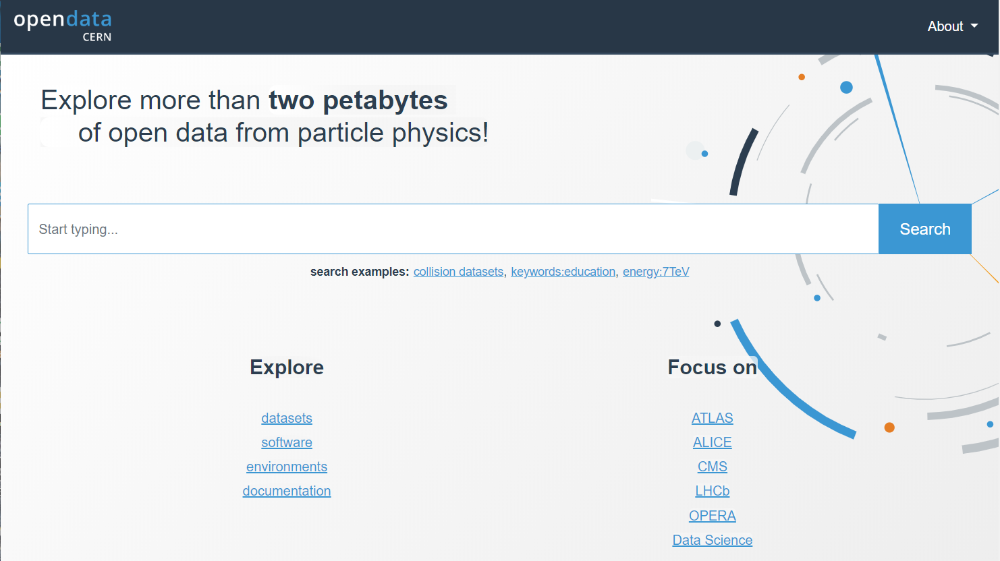 opendata
CERN
About
Explore more than two petabytes
of open data from particle physics!
Start typing...
Search
search examples: collision datasets, keywords:education, energy:7TeV
Explore
datasets
software
environments
documentation
Focus on
ATLAS
ALICE
CMS
LHCb
OPERA
Data Science